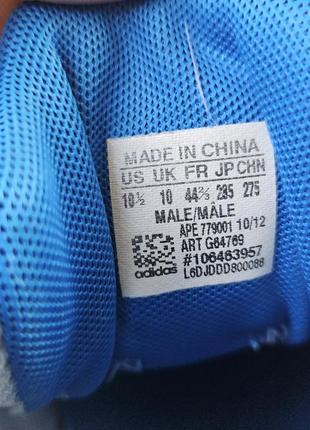 MADE IN CHINA
US UK FR JP CHN
10½ 10 44⅔ 285 275
MALE/MÂLE
APE 779001 10/12
ART G64769
#106463957
L6DJDDD800088
adidas